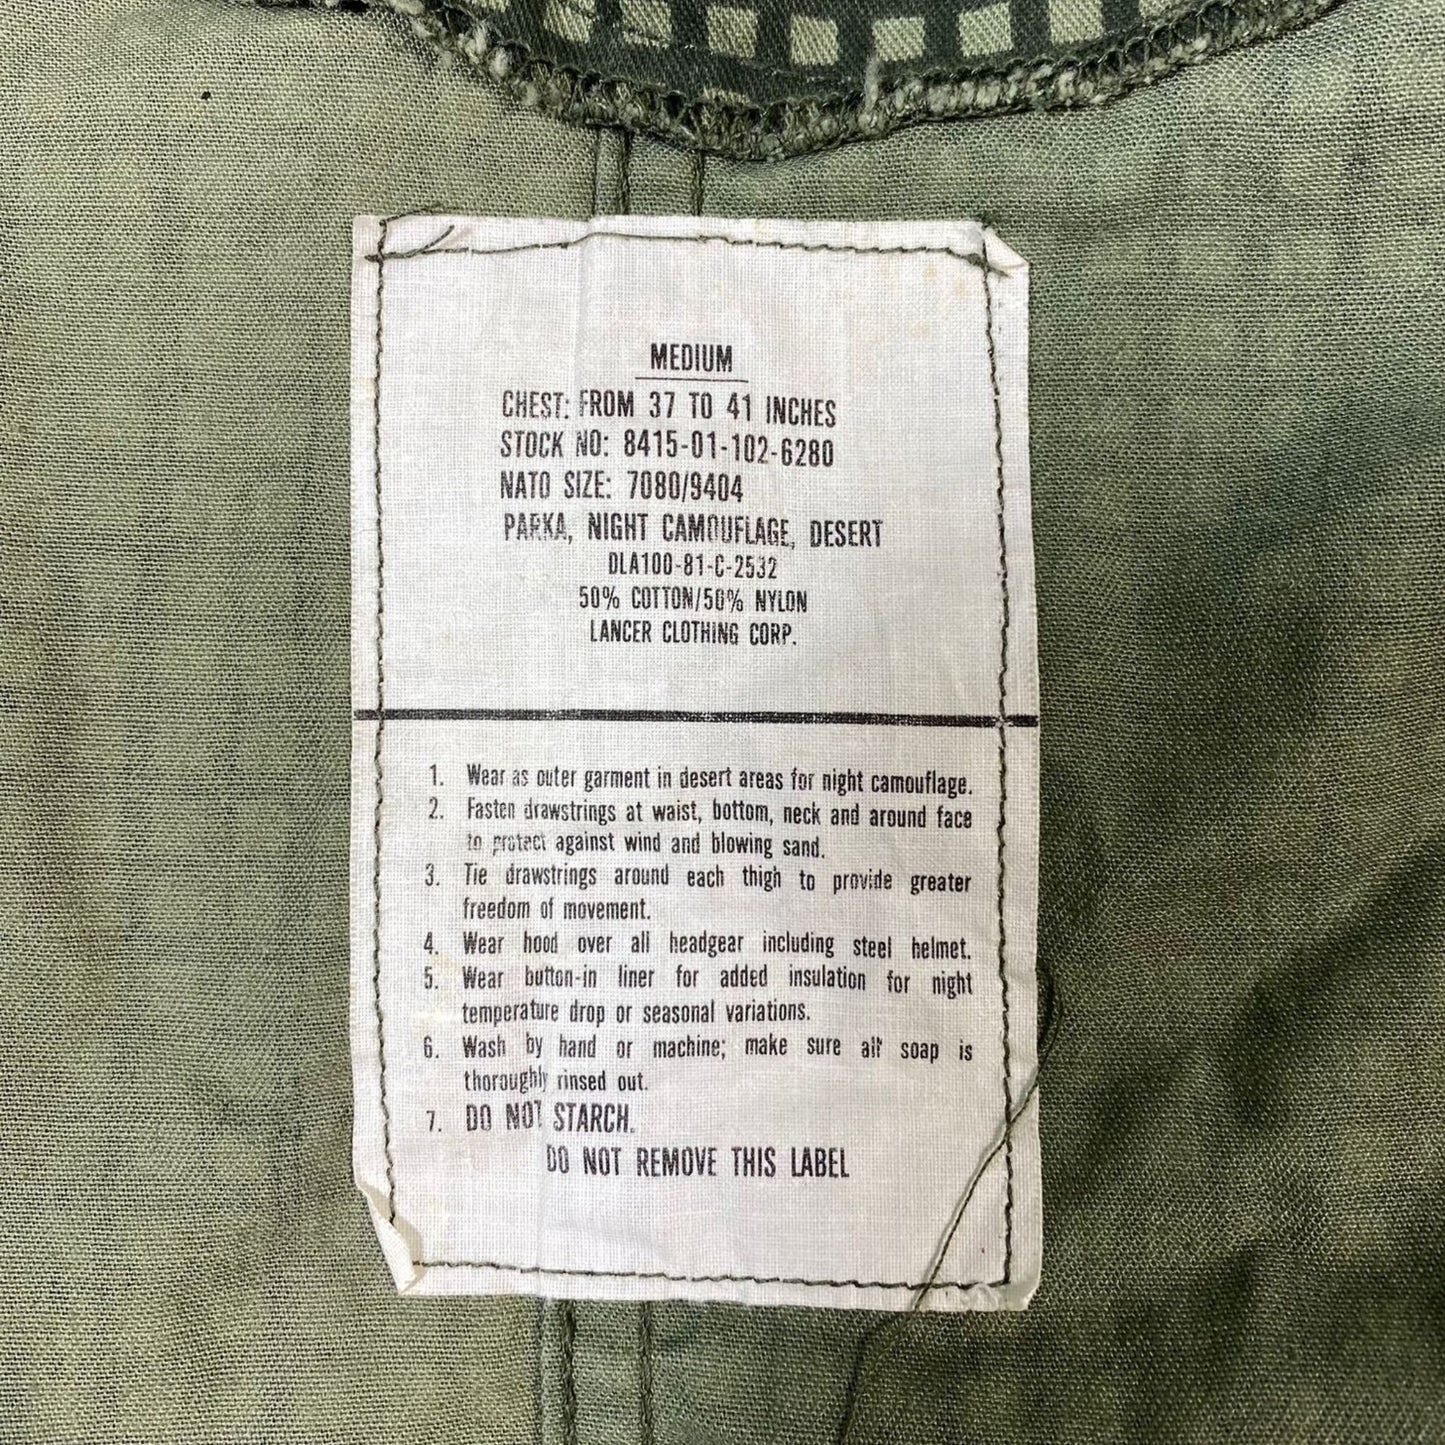 MEDIUM
CHEST: FROM 37 TO 41 INCHES
STOCK NO: 8415-01-102-6280
NATO SIZE: 7080/9404
PARKA, NIGHT CAMOUFLAGE, DESERT
DLA100-81-C-2532
50% COTTON/50% NYLON
LANCER CLOTHING CORP.
1. Wear as outer garment in desert areas for night camouflage.
2. Fasten drawstrings at waist, bottom, neck and around face
to protect against wind and blowing sand.
3. Tie drawstrings around each thigh to provide greater
freedom of movement.
4. Wear hood over all headgear including steel helmet.
5. Wear button-in liner for added insulation for night
temperature drop or seasonal variations.
6. Wash by hand or machine; make sure all soap is
thoroughly rinsed out.
7. DO NOT STARCH.
DO NOT REMOVE THIS LABEL